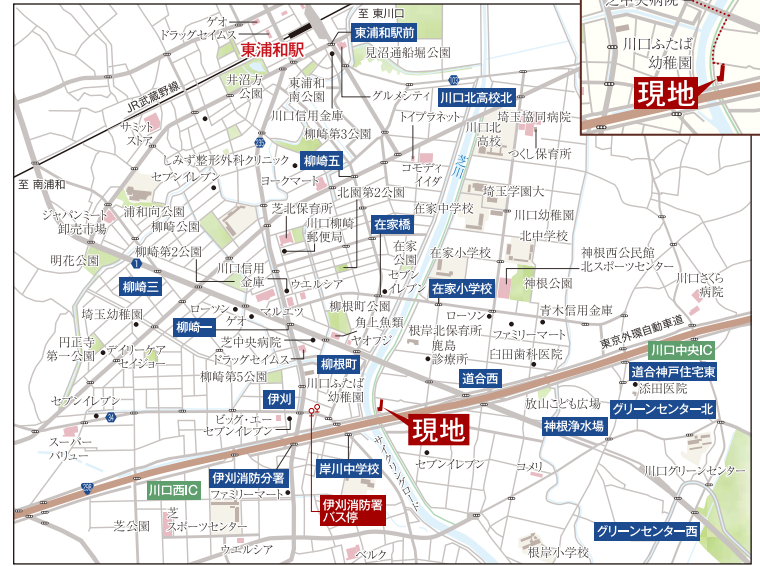 ゲオ
ドラッグセイムス
東浦和駅
至 東川口
東浦和駅前
見沼通船堀公園
芝中央病院
川口ふたば
幼稚園
現地
井沼方
公園
東浦和
南公園
グルメシティ
103
川口北高校北
JR武蔵野線
川口信用金庫
トイプラネット
埼玉協同病院
サミット
ストア
235
柳崎第3公園
川口北
高校
つくし保育所
しみず整形外科クリニック
柳崎五
芝川
コモディ
イイダ
至 南浦和
セブンイレブン
ヨークマート
北園第2公園
埼玉学園大
ジャパンミート
卸売市場
浦和向公園
芝北保育所
在家中学校
川口幼稚園
柳崎公園
川口柳崎
郵便局
在家橋
北中学校
明花公園
柳崎第2公園
在家
公園
在家小学校
神根西公民館
北スポーツセンター
1
川口信用
金庫
セブン
イレブン
柳崎三
ウエルシア
在家小学校
神根公園
川口さくら
病院
埼玉幼稚園
ローソン
ゲオ
マルエツ
柳根町公園
ローソン
青木信用金庫
柳崎一
角上魚類
根岸北保育所
ファミリーマート
東京外環自動車道
円正寺
第一公園
デイリーケア
セイジョー
芝中央病院
ヤオフジ
鹿島
診療所
臼田歯科医院
川口中央IC
ドラッグセイムス
柳根町
道合神戸住宅東
柳崎第5公園
川口ふたば
幼稚園
道合西
添田医院
セブンイレブン
伊刈
放山こども広場
グリーンセンター北
34
ビッグ・エー
セブンイレブン
現地
神根浄水場
スーパー
バリュー
サイクリングロード
伊刈消防分署
岸川中学校
セブンイレブン
ヨメリ
川口グリーンセンター
298
川口西IC
ファミリーマート
伊刈消防署
バス停
芝公園
芝
スポーツセンター
グリーンセンター西
ウエルシア
ベルク
根岸小学校